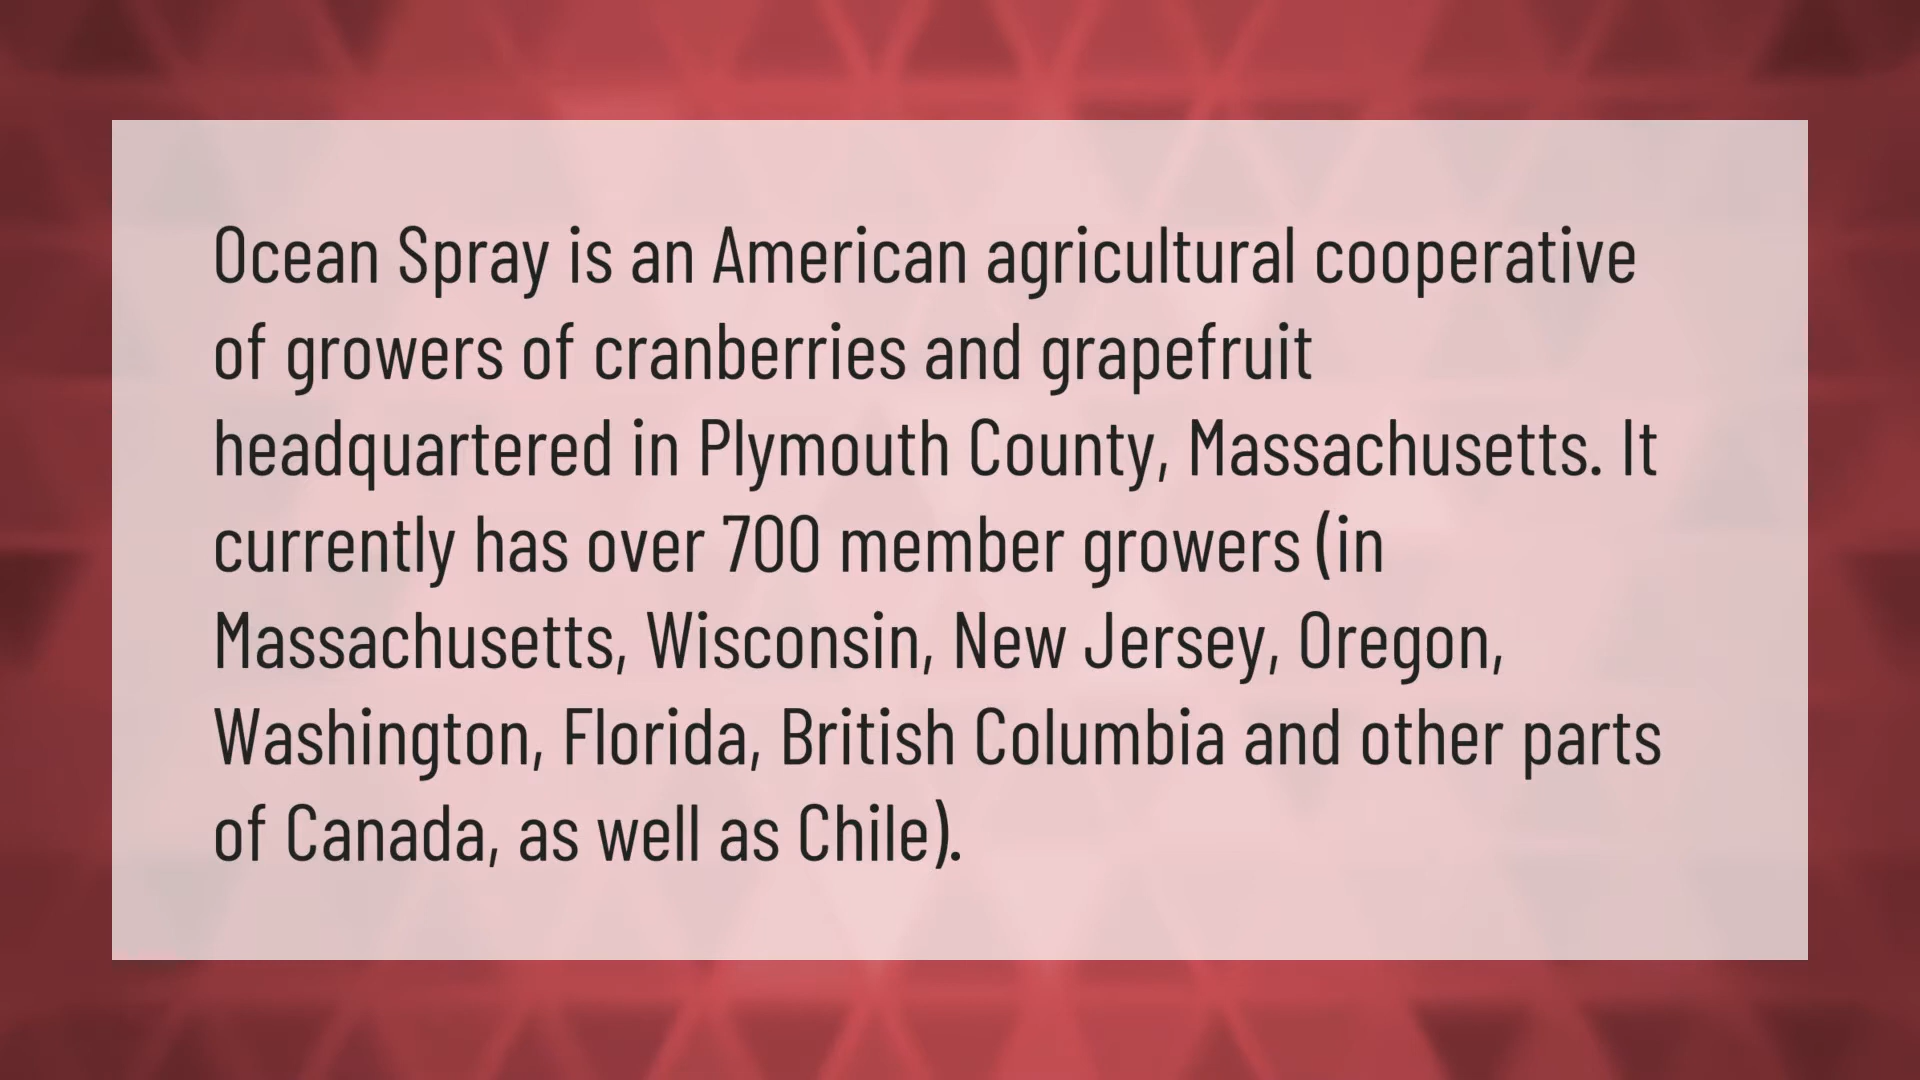 Ocean Spray is an American agricultural cooperative
of growers of cranberries and grapefruit
headquartered in Plymouth County, Massachusetts. It
currently has over 700 member growers (in
Massachusetts, Wisconsin, New Jersey, Oregon,
Washington, Florida, British Columbia and other parts
of Canada, as well as Chile).